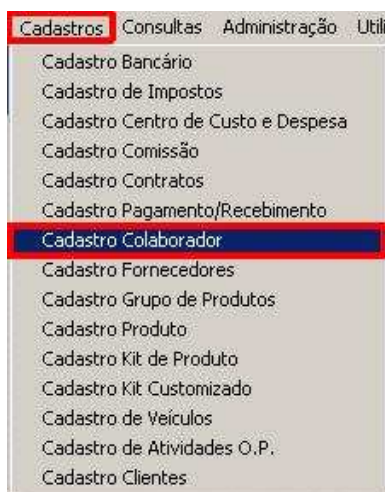 Cadastros Consultas Administração Utili
Cadastro Bancário
Cadastro de Impostos
Cadastro Centro de Custo e Despesa
Cadastro Comissão
Cadastro Contratos
Cadastro Pagamento/Recebimento
Cadastro Colaborador
Cadastro Fornecedores
Cadastro Grupo de Produtos
Cadastro Produto
Cadastro Kit de Produto
Cadastro Kit Customizado
Cadastro de Veículos
Cadastro de Atividades O.P.
Cadastro Clientes